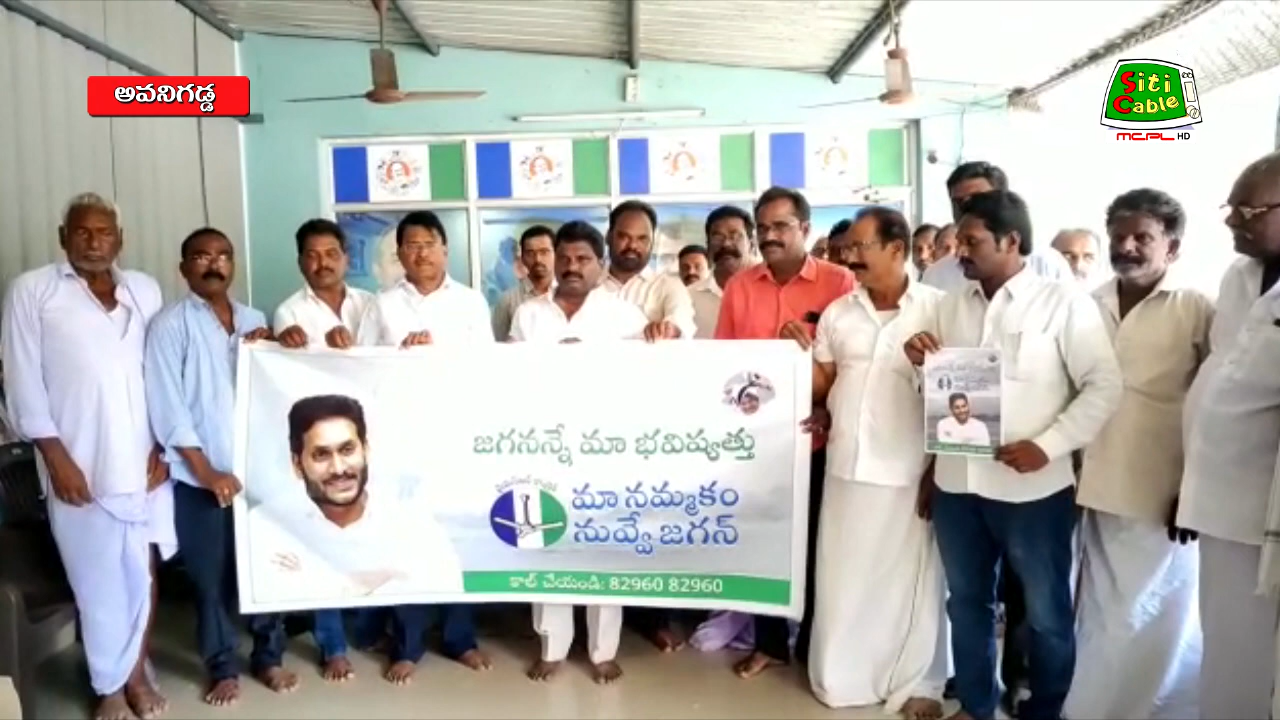 అవనిగడ్డ
Siti
Cable
MCPL HD
జగనన్నే మా భవిష్యత్తు
మా నమ్మకం
నువ్వే జగన్
కాల్ చేయండి: 82960 82960